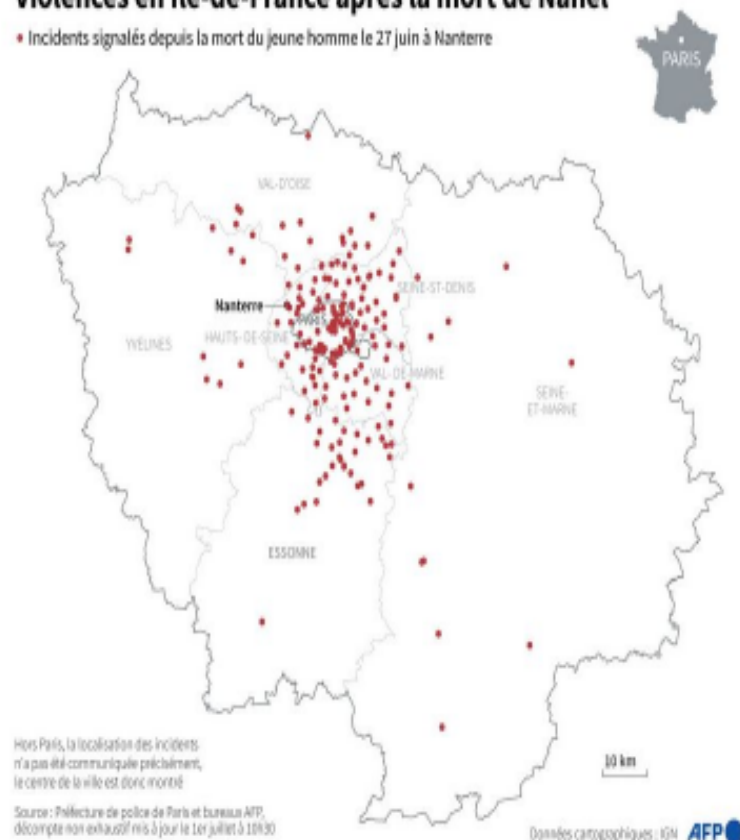 Violences en Île-de-France après la mort de Nahel
• Incidents signalés depuis la mort du jeune homme le 27 juin à Nanterre
PARIS
VAL-D'OISE
SEINE-ST-DENIS
Nanterre
PARIS
HAUTS-DE-SEINE
YVELINES
VAL-DE-MARNE
SEINE-
ET-MARNE
ESSONNE
Hors Paris, la localisation des incidents
n'a pas été communiquée précisément,
le centre de la ville est donc montré
10 km
Source : Préfecture de police de Paris et bureaux AFP,
décompte non exhaustif mis à jour le 1er juillet à 10h30
Données cartographiques : IGN
AFP